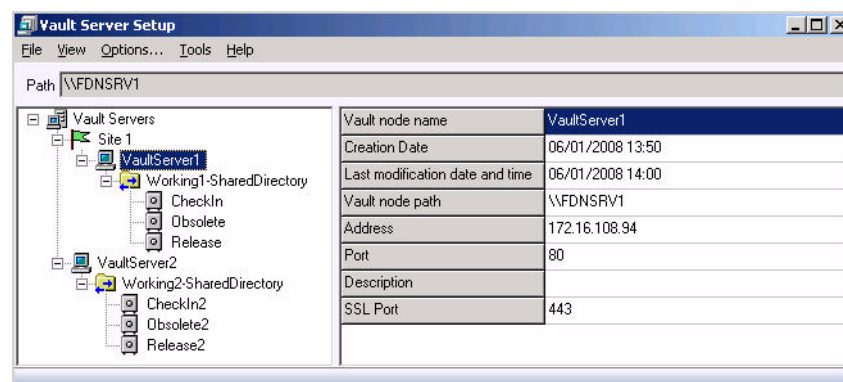 Vault Server Setup
File View Options... Tools Help
Path \\FDNSRV1
Vault Servers
Site 1
VaultServer1
Working1-SharedDirectory
CheckIn
Obsolete
Release
VaultServer2
Working2-SharedDirectory
CheckIn2
Obsolete2
Release2
Vault node name VaultServer1
Creation Date 06/01/2008 13:50
Last modification date and time 06/01/2008 14:00
Vault node path \\FDNSRV1
Address 172.16.108.94
Port 80
Description
SSL Port 443